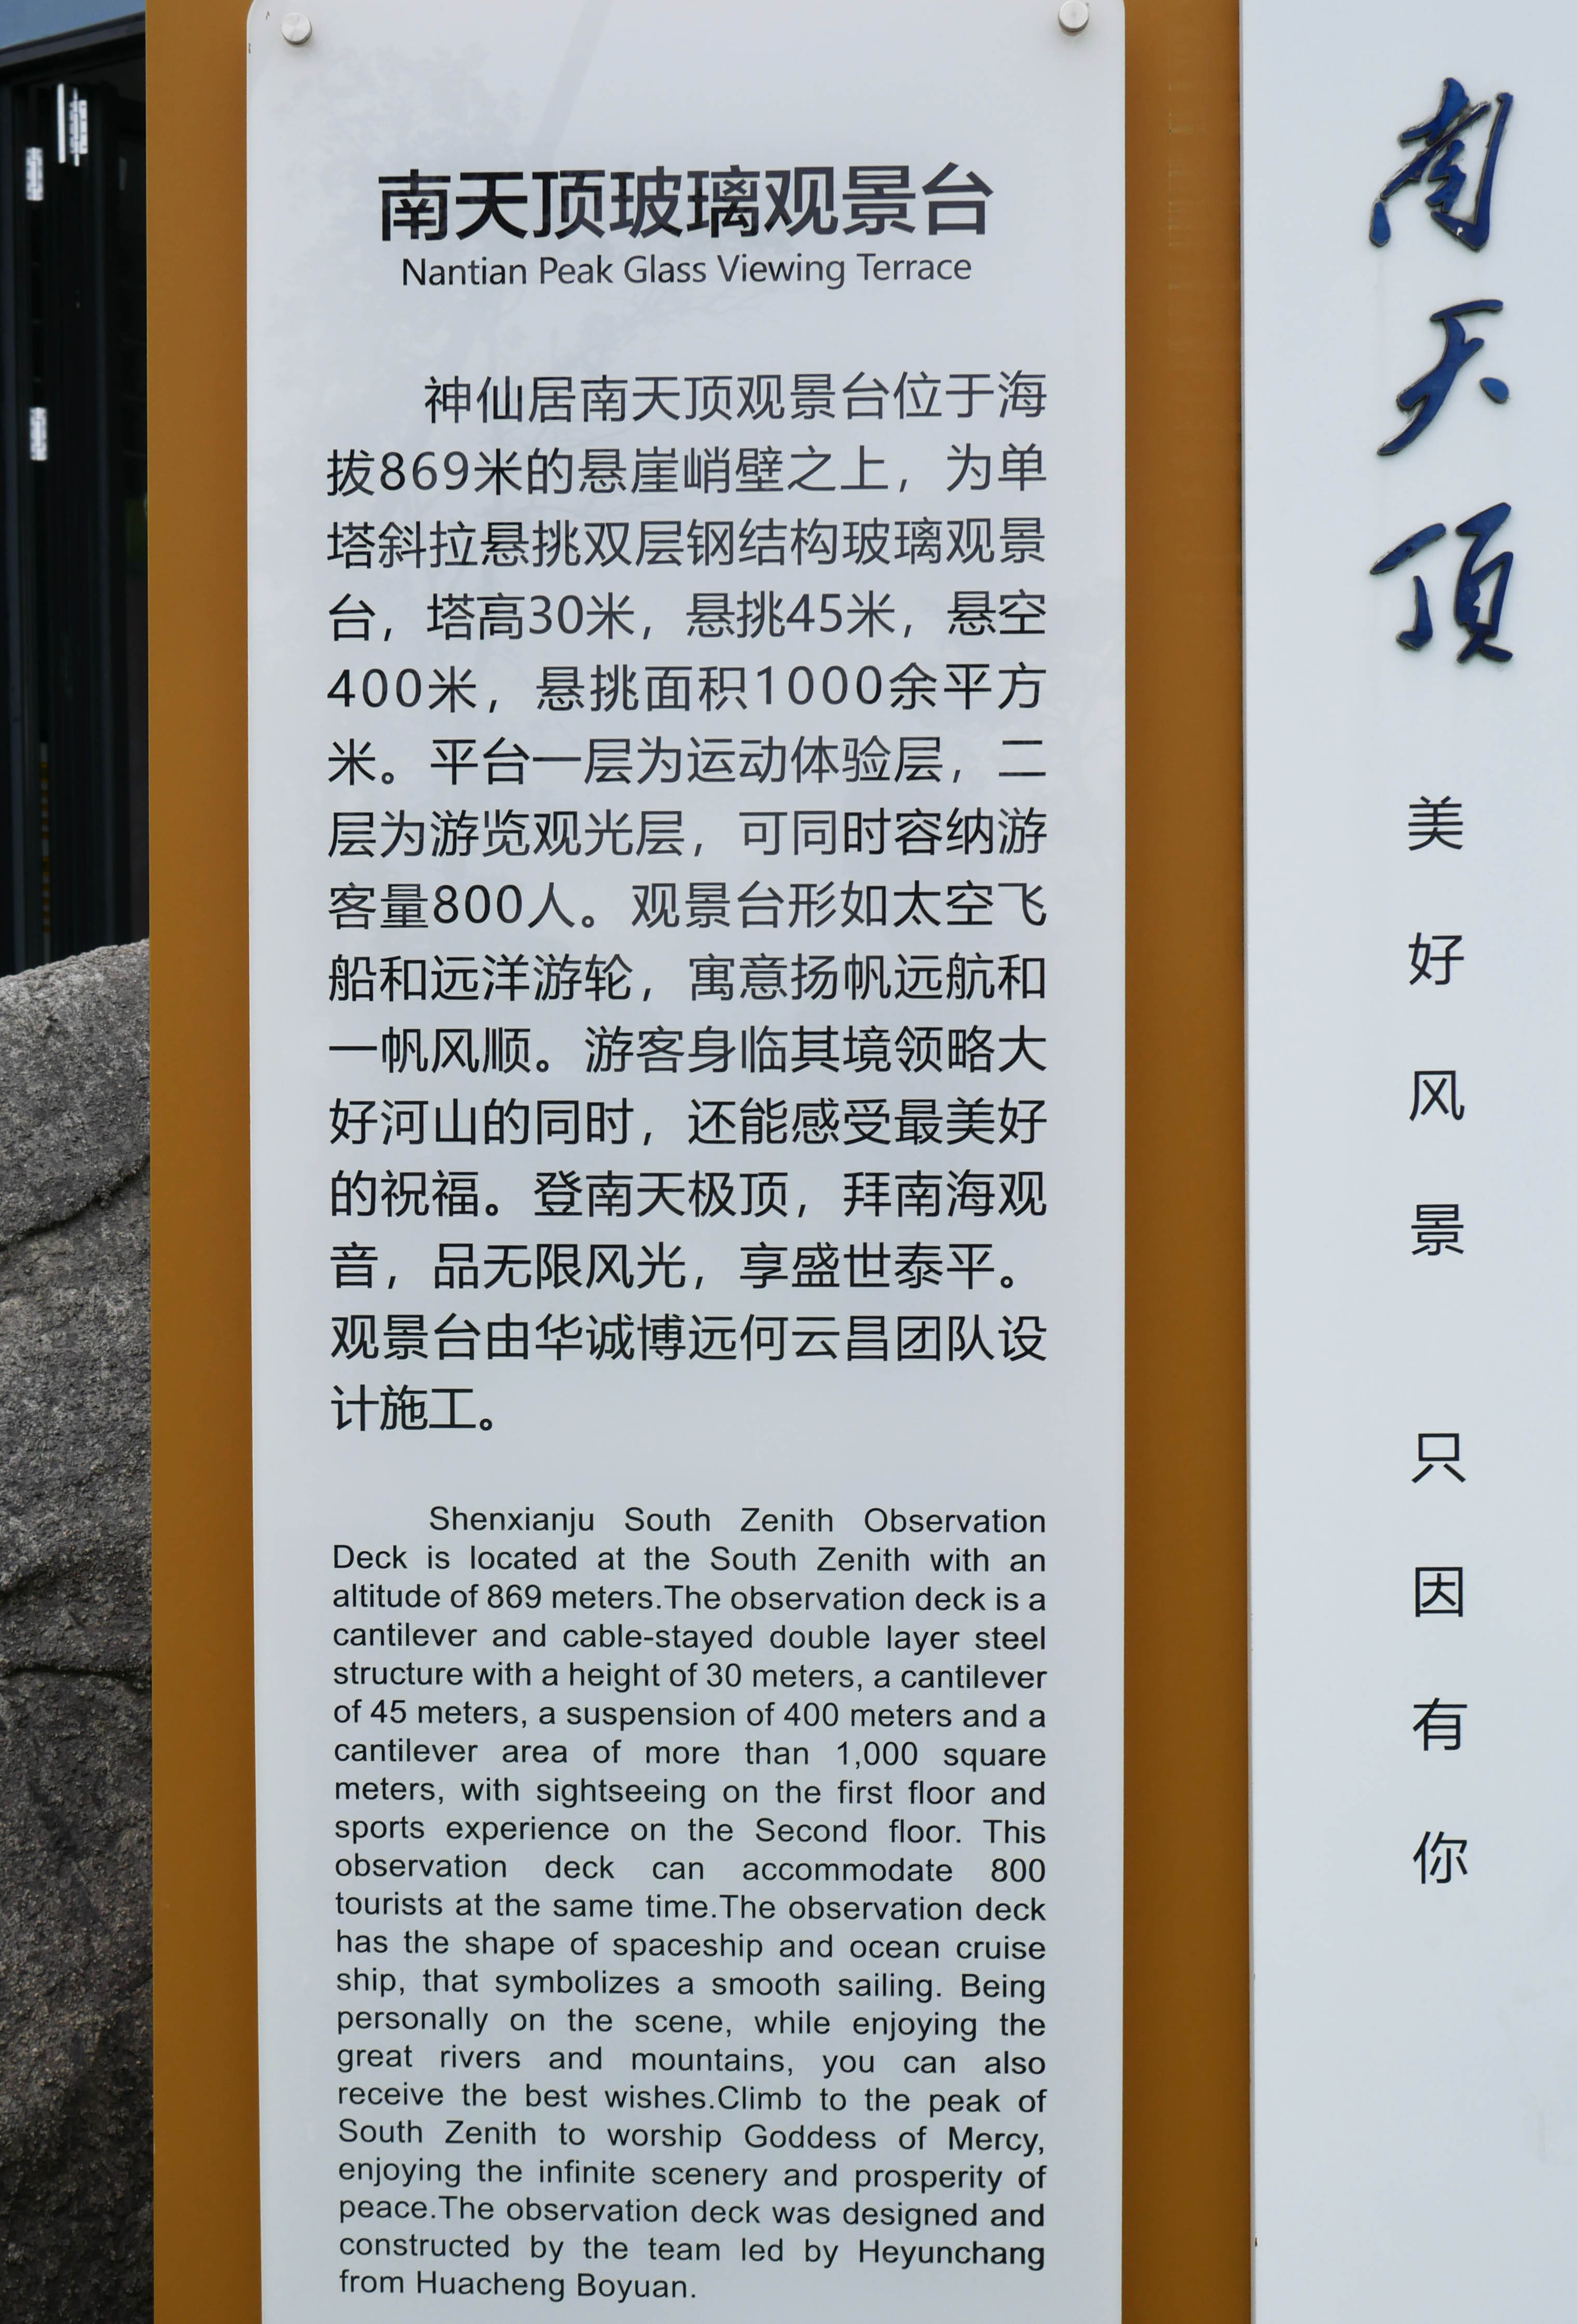 南天顶玻璃观景台
Nantian Peak Glass Viewing Terrace
神仙居南天顶观景台位于海
拔869米的悬崖峭壁之上，为单
塔斜拉悬挑双层钢结构玻璃观景
台，塔高30米，悬挑45米，悬空
400米，悬挑面积1000余平方
米。平台一层为运动体验层，二
层为游览观光层，可同时容纳游
客量800人。观景台形如太空飞
船和远洋游轮，寓意扬帆远航和
一帆风顺。游客身临其境领略大
好河山的同时，还能感受最美好
的祝福。登南天极顶，拜南海观
音，品无限风光，享盛世泰平。
观景台由华诚博远何云昌团队设
计施工。
Shenxianju South Zenith Observation
Deck is located at the South Zenith with an
altitude of 869 meters.The observation deck is a
cantilever and cable-stayed double layer steel
structure with a height of 30 meters, a cantilever
of 45 meters, a suspension of 400 meters and a
cantilever area of more than 1,000 square
meters, with sightseeing on the first floor and
sports experience on the Second floor. This
observation deck can accommodate 800
tourists at the same time.The observation deck
has the shape of spaceship and ocean cruise
ship, that symbolizes a smooth sailing. Being
personally on the scene, while enjoying the
great rivers and mountains, you can also
receive the best wishes.Climb to the peak of
South Zenith to worship Goddess of Mercy,
enjoying the infinite scenery and prosperity of
peace.The observation deck was designed and
constructed by the team led by Heyunchang
from Huacheng Boyuan.
南天頂
美好风景 只因有你